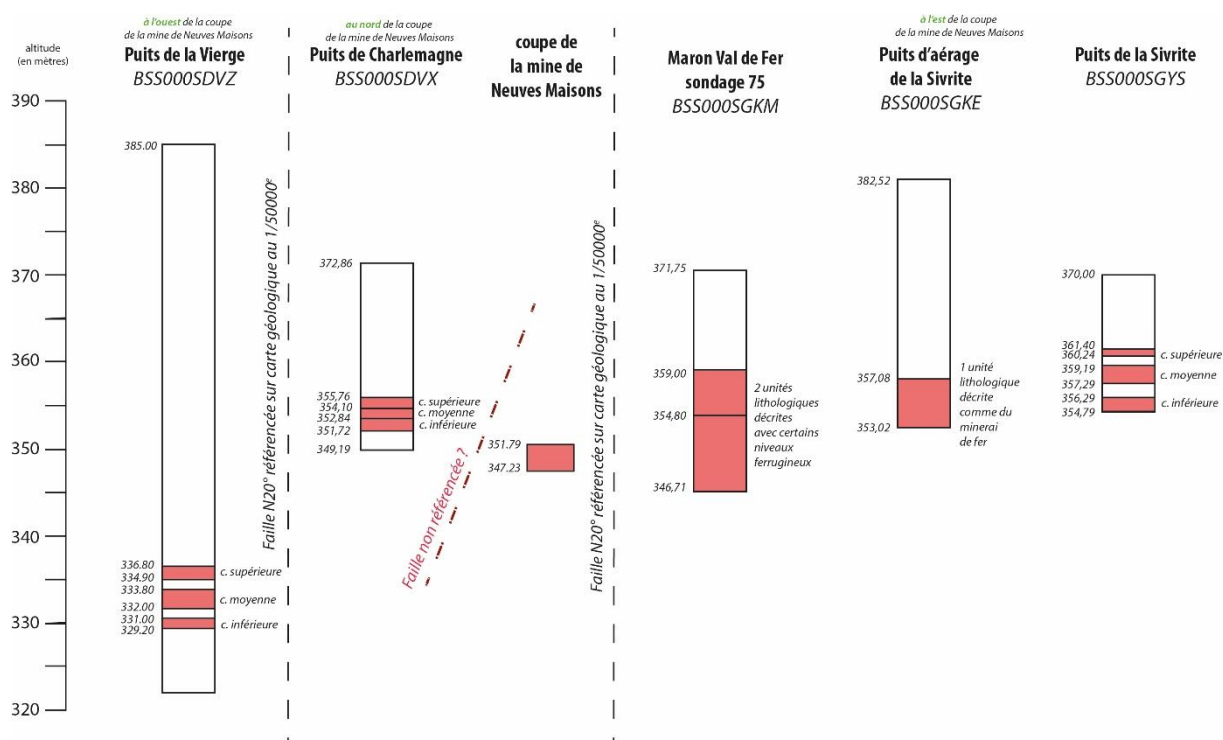 altitude
(en mètres)
390
380
370
360
350
340
330
320
à l'ouest de la coupe
de la mine de Neuves Maisons
Puits de la Vierge
BSS000SDVZ
385.00
336.80
334.90
333.80
332.00
331.00
329.20
c. supérieure
c. moyenne
c. inférieure
Faille N20° référencée sur carte géologique au 1/50000e
au nord de la coupe
de la mine de Neuves Maisons
Puits de Charlemagne
BSS000SDVX
372,86
355,76
354,10
352,84
351,72
349,19
c. supérieure
c. moyenne
c. inférieure
Faille non référencée ?
coupe de
la mine de
Neuves Maisons
351.79
347.23
Faille N20° référencée sur carte géologique au 1/50000e
Maron Val de Fer
sondage 75
BSS000SGKM
371,75
359,00
354,80
346,71
2 unités
lithologiques
décrites
avec certains
niveaux
ferrugineux
à l'est de la coupe
de la mine de Neuves Maisons
Puits d'aérage
de la Sivrite
BSS000SGKE
382,52
357,08
353,02
1 unité
lithologique
décrite
comme du
minerai
de fer
Puits de la Sivrite
BSS000SGYS
370,00
361,40
360,24
359,19
357,29
356,29
354,79
c. supérieure
c. moyenne
c. inférieure